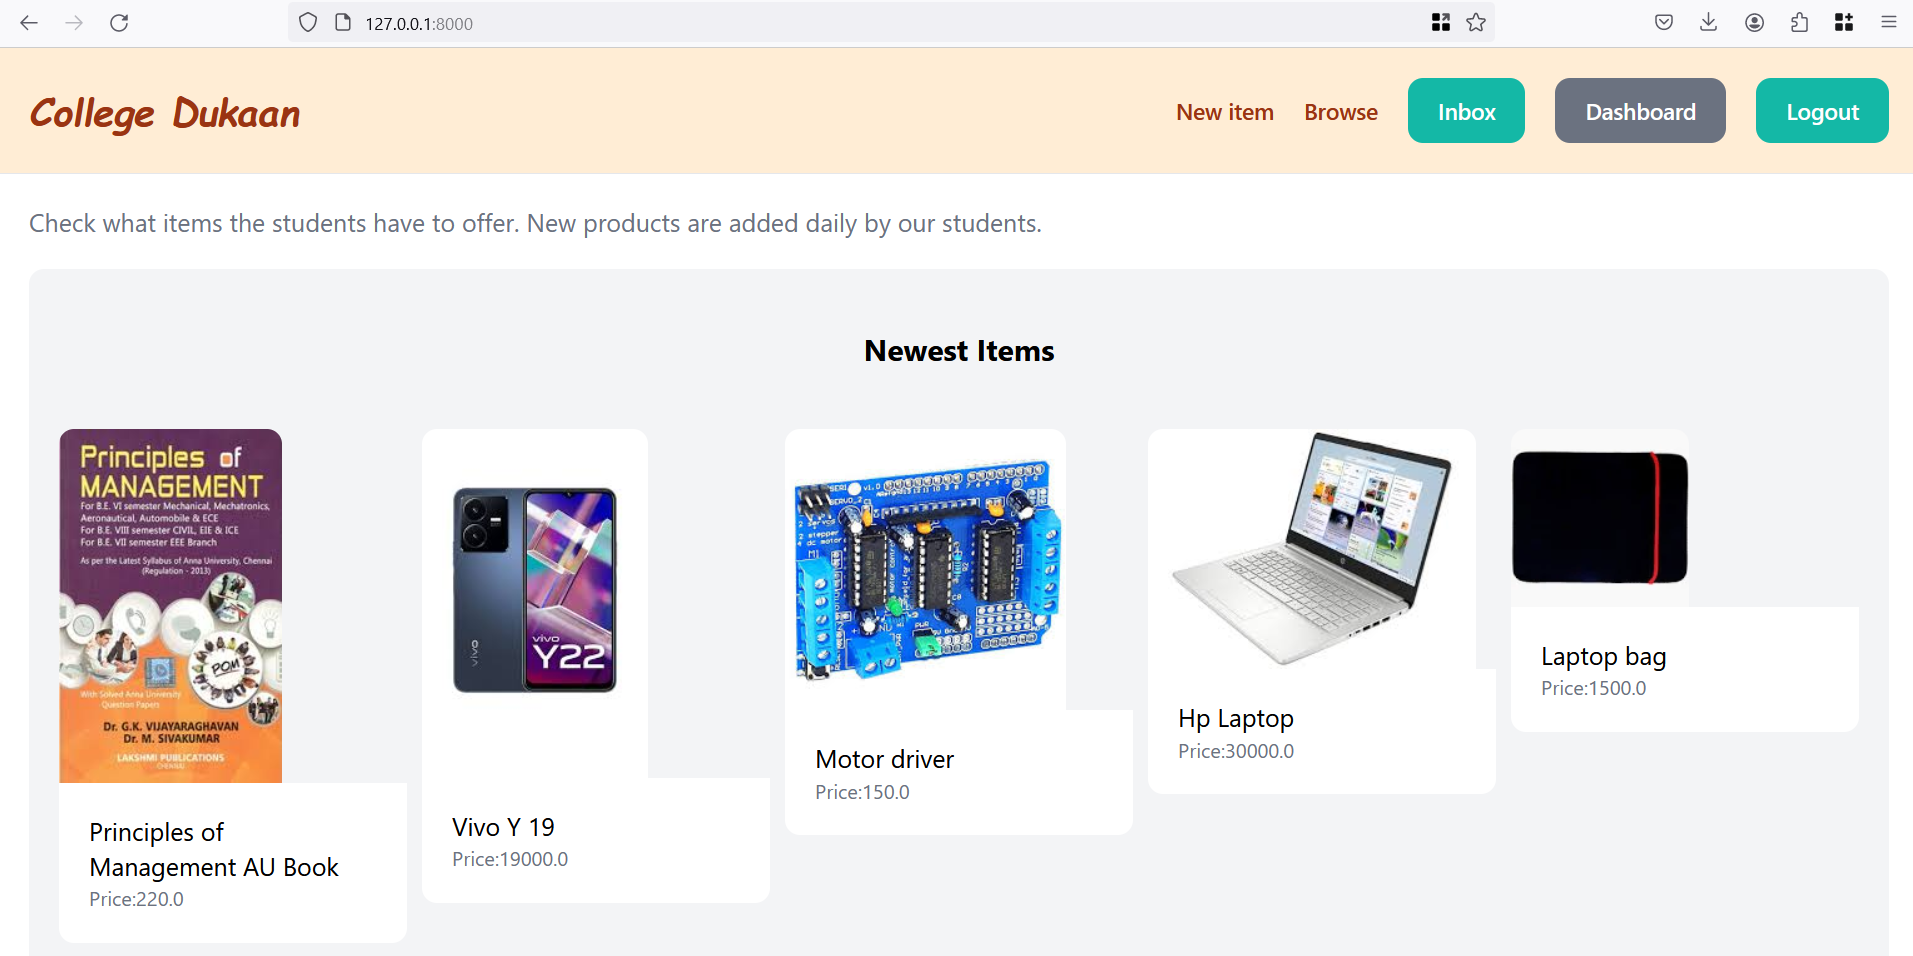 127.0.0.1:8000
College Dukaan
New item Browse Inbox Dashboard Logout
Check what items the students have to offer. New products are added daily by our students.
Newest Items
Principles of
MANAGEMENT
For B.E. VI semester Mechanical, Mechatronics,
Aeronautical, Automobile & ECE
For B.E. VIII semester CIVIL, EIE & ICE
For B.E. VII semester EEE Branch
As per the Latest Syllabus of Anna University, Chennai
(Regulation - 2013)
POM
With Solved Anna University
Question Papers
Dr. G.K. VIJAYARAGHAVAN
Dr. M. SIVAKUMAR
LAKSHMI PUBLICATIONS
CHENNAI
Principles of
Management AU Book
Price:220.0
vivo
vivo
Y22
Vivo Y 19
Price:19000.0
M1
PWR
Motor driver
Price:150.0
Hp Laptop
Price:30000.0
Laptop bag
Price:1500.0